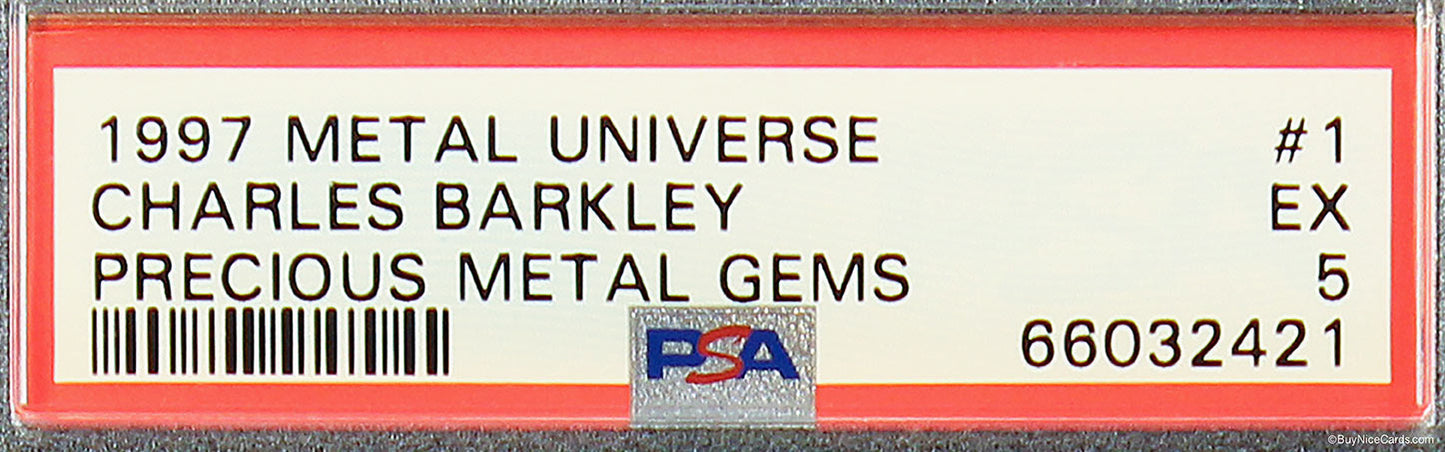 1997 METAL UNIVERSE #1
CHARLES BARKLEY EX
PRECIOUS METAL GEMS 5
PSA 66032421
©BuyNiceCards.com